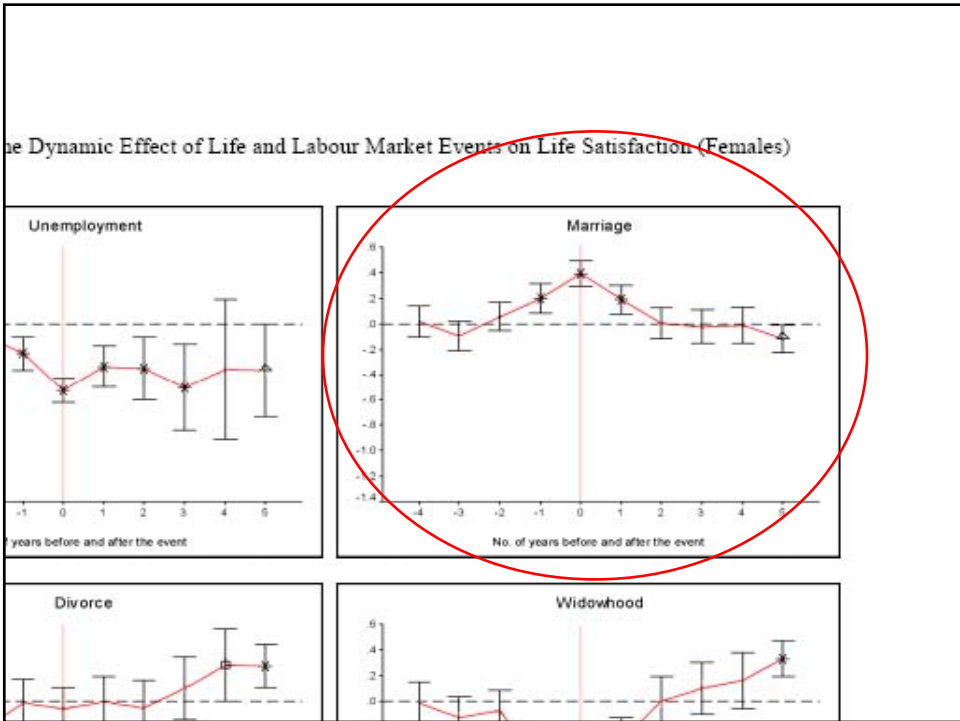 ne Dynamic Effect of Life and Labour Market Events on Life Satisfaction (Females)
Unemployment
-1 0 1 2 3 4 5
years before and after the event
Marriage
.6
.4
.2
.0
-.2
-.4
-.6
-.8
-1.0
-1.2
-1.4
-4 -3 -2 -1 0 1 2 3 4 5
No. of years before and after the event
Divorce
Widowhood
.6
.4
.2
.0